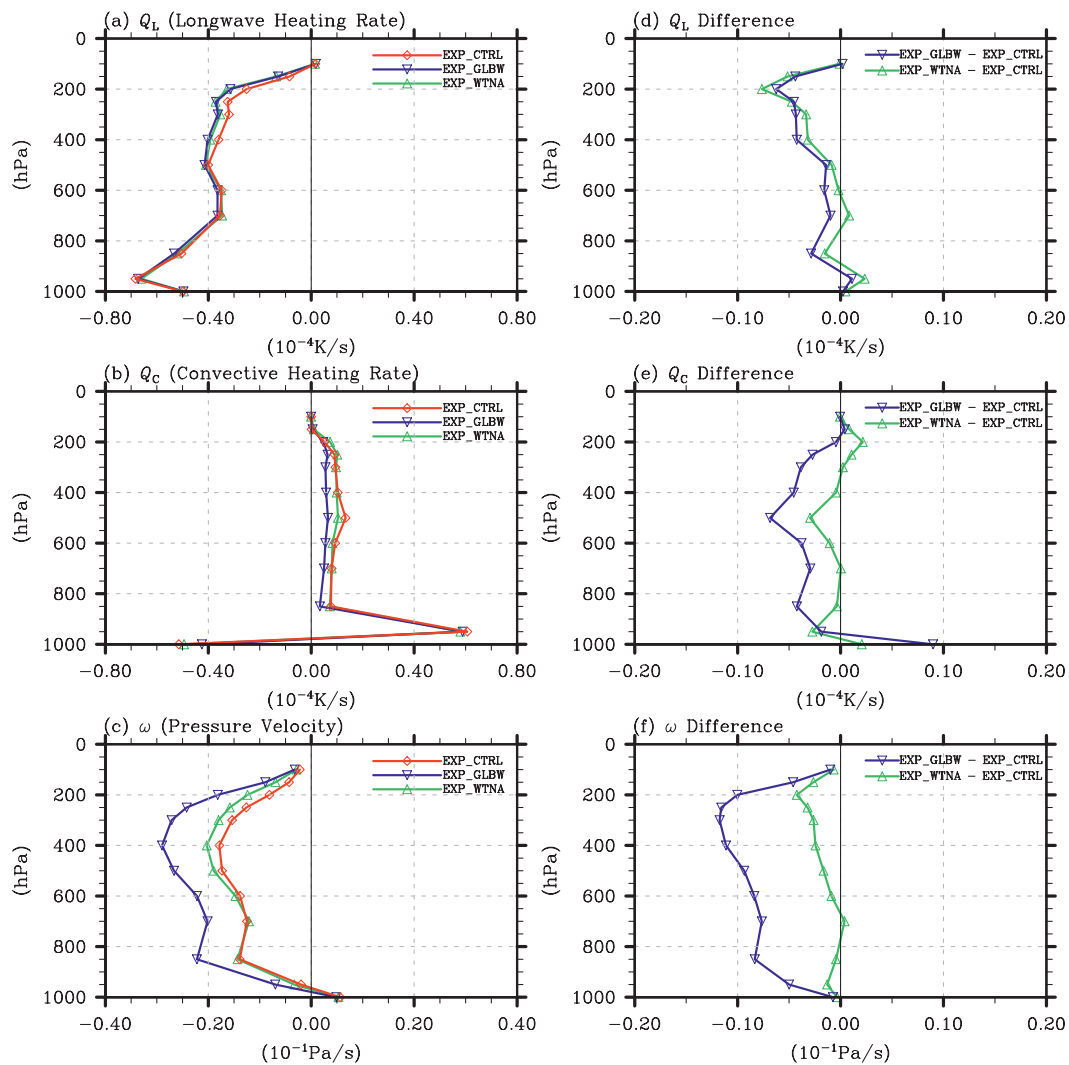 (a) Q_L (Longwave Heating Rate)
EXP_CTRL
EXP_GLBW
EXP_WTNA
0
200
400
600
800
1000
(hPa)
−0.80 −0.40 0.00 0.40 0.80
(10⁻⁴K/s)
(d) Q_L Difference
EXP_GLBW − EXP_CTRL
EXP_WTNA − EXP_CTRL
0
200
400
600
800
1000
(hPa)
−0.20 −0.10 0.00 0.10 0.20
(10⁻⁴K/s)
(b) Q_C (Convective Heating Rate)
EXP_CTRL
EXP_GLBW
EXP_WTNA
0
200
400
600
800
1000
(hPa)
−0.80 −0.40 0.00 0.40 0.80
(10⁻⁴K/s)
(e) Q_C Difference
EXP_GLBW − EXP_CTRL
EXP_WTNA − EXP_CTRL
0
200
400
600
800
1000
(hPa)
−0.20 −0.10 0.00 0.10 0.20
(10⁻⁴K/s)
(c) ω (Pressure Velocity)
EXP_CTRL
EXP_GLBW
EXP_WTNA
0
200
400
600
800
1000
(hPa)
−0.40 −0.20 0.00 0.20 0.40
(10⁻¹Pa/s)
(f) ω Difference
EXP_GLBW − EXP_CTRL
EXP_WTNA − EXP_CTRL
0
200
400
600
800
1000
(hPa)
−0.20 −0.10 0.00 0.10 0.20
(10⁻¹Pa/s)